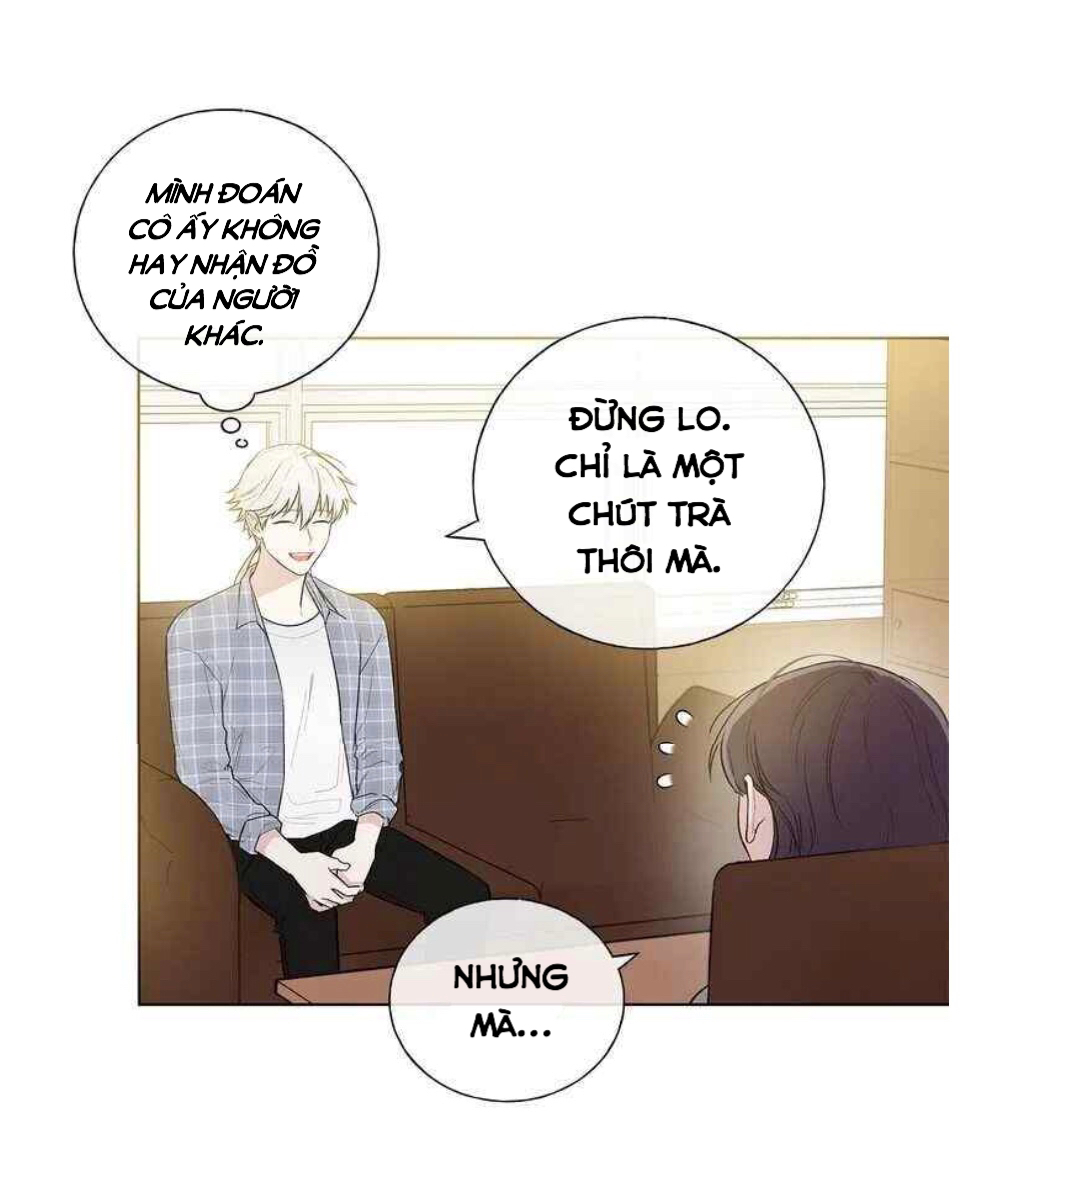 MÌNH ĐOÁN
CÔ ẤY KHÔNG
HAY NHẬN ĐỒ
CỦA NGƯỜI
KHÁC.
ĐỪNG LO.
CHỈ LÀ MỘT
CHÚT TRÀ
THÔI MÀ.
NHƯNG
MÀ...